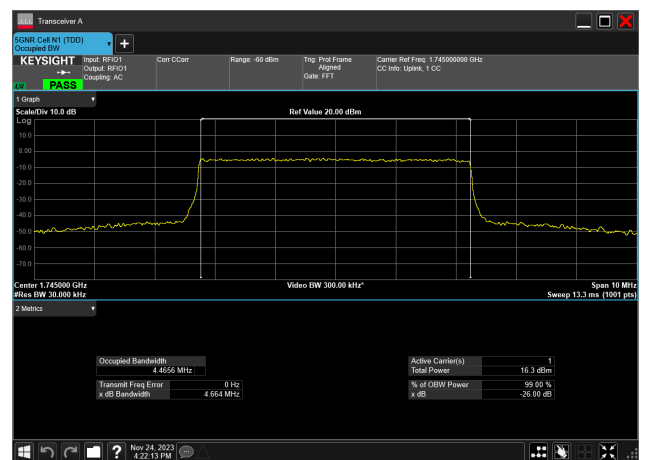 Transceiver A
5GNR Cell N1 (TDD)
Occupied BW
KEYSIGHT
LV
PASS
Input: RFIO1
Output: RFIO1
Coupling: AC
Corr CCorr
Range: -60 dBm
Trig: Prot Frame
Aligned
Gate: FFT
Carrier Ref Freq: 1.745000000 GHz
CC Info: Uplink, 1 CC
1 Graph
Scale/Div 10.0 dB
Ref Value 20.00 dBm
Log
10.0
0.00
-10.0
-20.0
-30.0
-40.0
-50.0
-60.0
-70.0
Center 1.745000 GHz
Video BW 300.00 kHz^
Span 10 MHz
#Res BW 30.000 kHz
Sweep 13.3 ms (1001 pts)
2 Metrics
Occupied Bandwidth
4.4656 MHz
Transmit Freq Error 0 Hz
x dB Bandwidth 4.664 MHz
Active Carrier(s) 1
Total Power 16.3 dBm
% of OBW Power 99.00 %
x dB -26.00 dB
Nov 24, 2023
4:22:13 PM